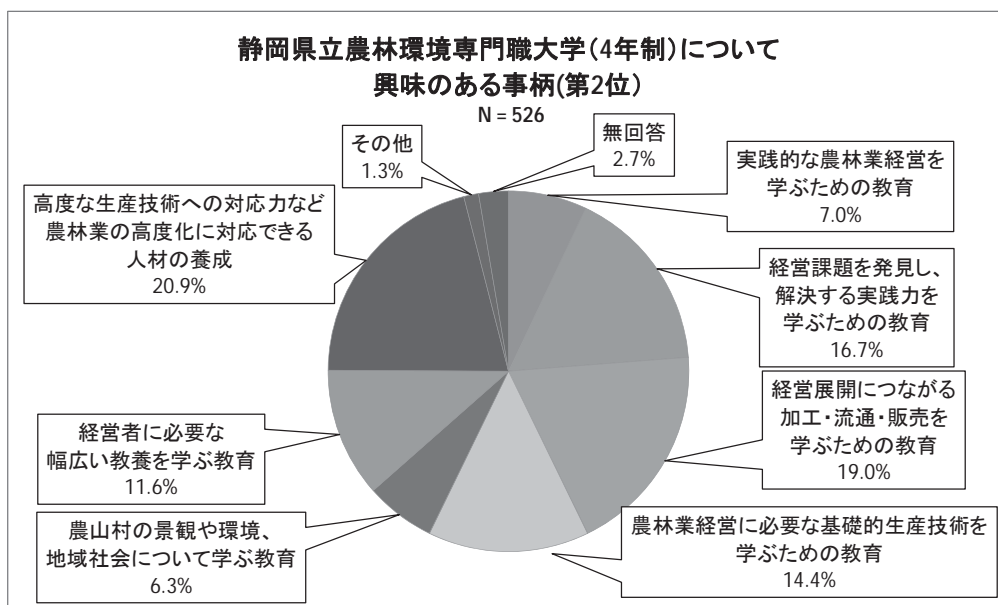 静岡県立農林環境専門職大学(4年制)について
興味のある事柄(第2位)
N = 526
その他
1.3%
無回答
2.7%
実践的な農林業経営を
学ぶための教育
7.0%
高度な生産技術への対応力など
農林業の高度化に対応できる
人材の養成
20.9%
経営課題を発見し、
解決する実践力を
学ぶための教育
16.7%
経営展開につながる
加工・流通・販売を
学ぶための教育
19.0%
経営者に必要な
幅広い教養を学ぶ教育
11.6%
農山村の景観や環境、
地域社会について学ぶ教育
6.3%
農林業経営に必要な基礎的生産技術を
学ぶための教育
14.4%